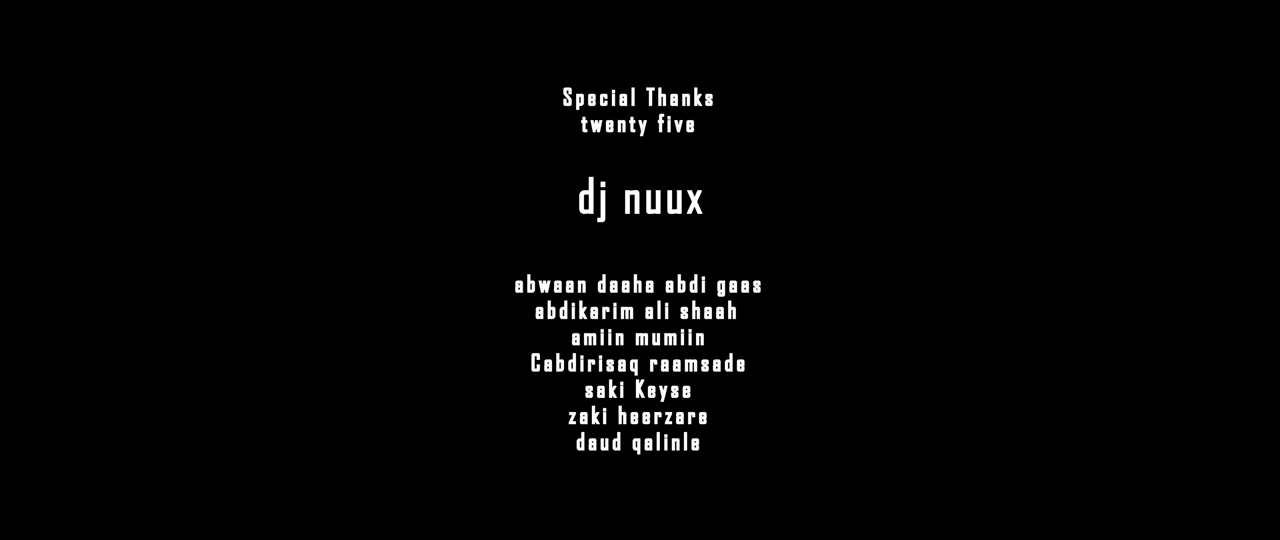 Special Thanks
twenty five
dj nuux
abwaan daaha abdi gaas
abdikarim ali shaah
amiin mumiin
Cabdirisaq raamsade
saki Kayse
zaki heerzare
daud qalinle